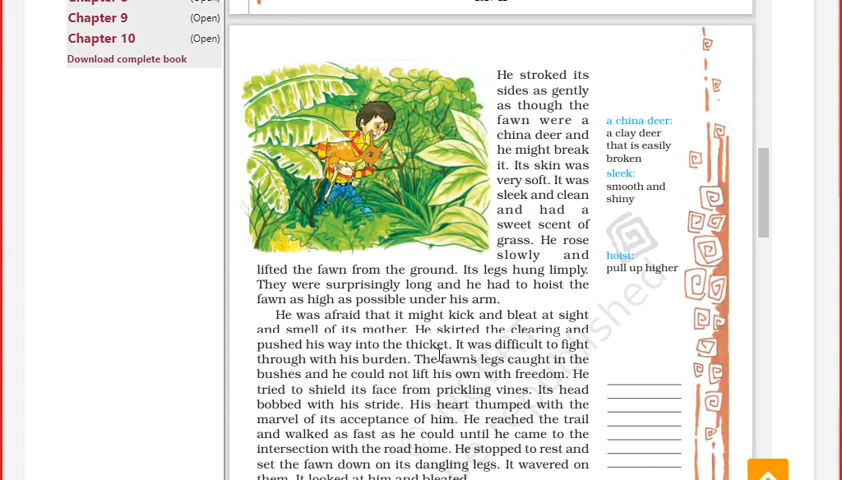 Chapter 9 (Open)
Chapter 10 (Open)
Download complete book
He stroked its
sides as gently
as though the
fawn were a
china deer and
he might break
it. Its skin was
very soft. It was
sleek and clean
and had a
sweet scent of
grass. He rose
slowly and
lifted the fawn from the ground. Its legs hung limply.
They were surprisingly long and he had to hoist the
fawn as high as possible under his arm.
He was afraid that it might kick and bleat at sight
and smell of its mother. He skirted the clearing and
pushed his way into the thicket. It was difficult to fight
through with his burden. The fawn's legs caught in the
bushes and he could not lift his own with freedom. He
tried to shield its face from prickling vines. Its head
bobbed with his stride. His heart thumped with the
marvel of its acceptance of him. He reached the trail
and walked as fast as he could until he came to the
intersection with the road home. He stopped to rest and
set the fawn down on its dangling legs. It wavered on
them. It looked at him and bleated.
a china deer:
a clay deer
that is easily
broken
sleek:
smooth and
shiny
hoist:
pull up higher